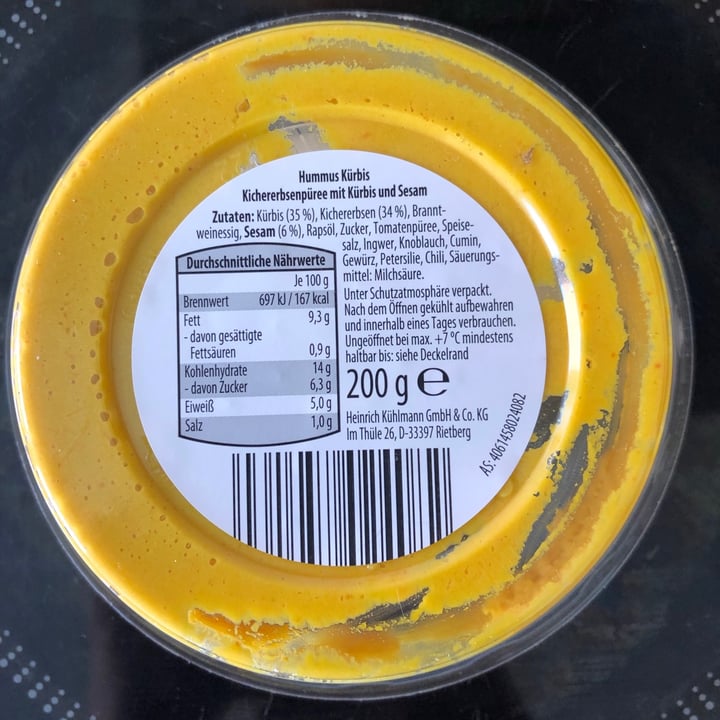 Hummus Kürbis
Kichererbsenpüree mit Kürbis und Sesam
Zutaten: Kürbis (35 %), Kichererbsen (34 %), Brannt-
weinessig, Sesam (6 %), Rapsöl, Zucker, Tomatenpüree, Speise-
salz, Ingwer, Knoblauch, Cumin,
Gewürz, Petersilie, Chili, Säuerungs-
mittel: Milchsäure.
Durchschnittliche Nährwerte
Je 100 g
Brennwert 697 kJ / 167 kcal
Fett 9,3 g
- davon gesättigte
Fettsäuren 0,9 g
Kohlenhydrate 14 g
- davon Zucker 6,3 g
Eiweiß 5,0 g
Salz 1,0 g
Unter Schutzatmosphäre verpackt.
Nach dem Öffnen gekühlt aufbewahren
und innerhalb eines Tages verbrauchen.
Ungeöffnet bei max. +7 °C mindestens
haltbar bis: siehe Deckelrand
200 g ℮
Heinrich Kühlmann GmbH & Co. KG
Im Thüle 26, D-33397 Rietberg
AS: 4061458024082